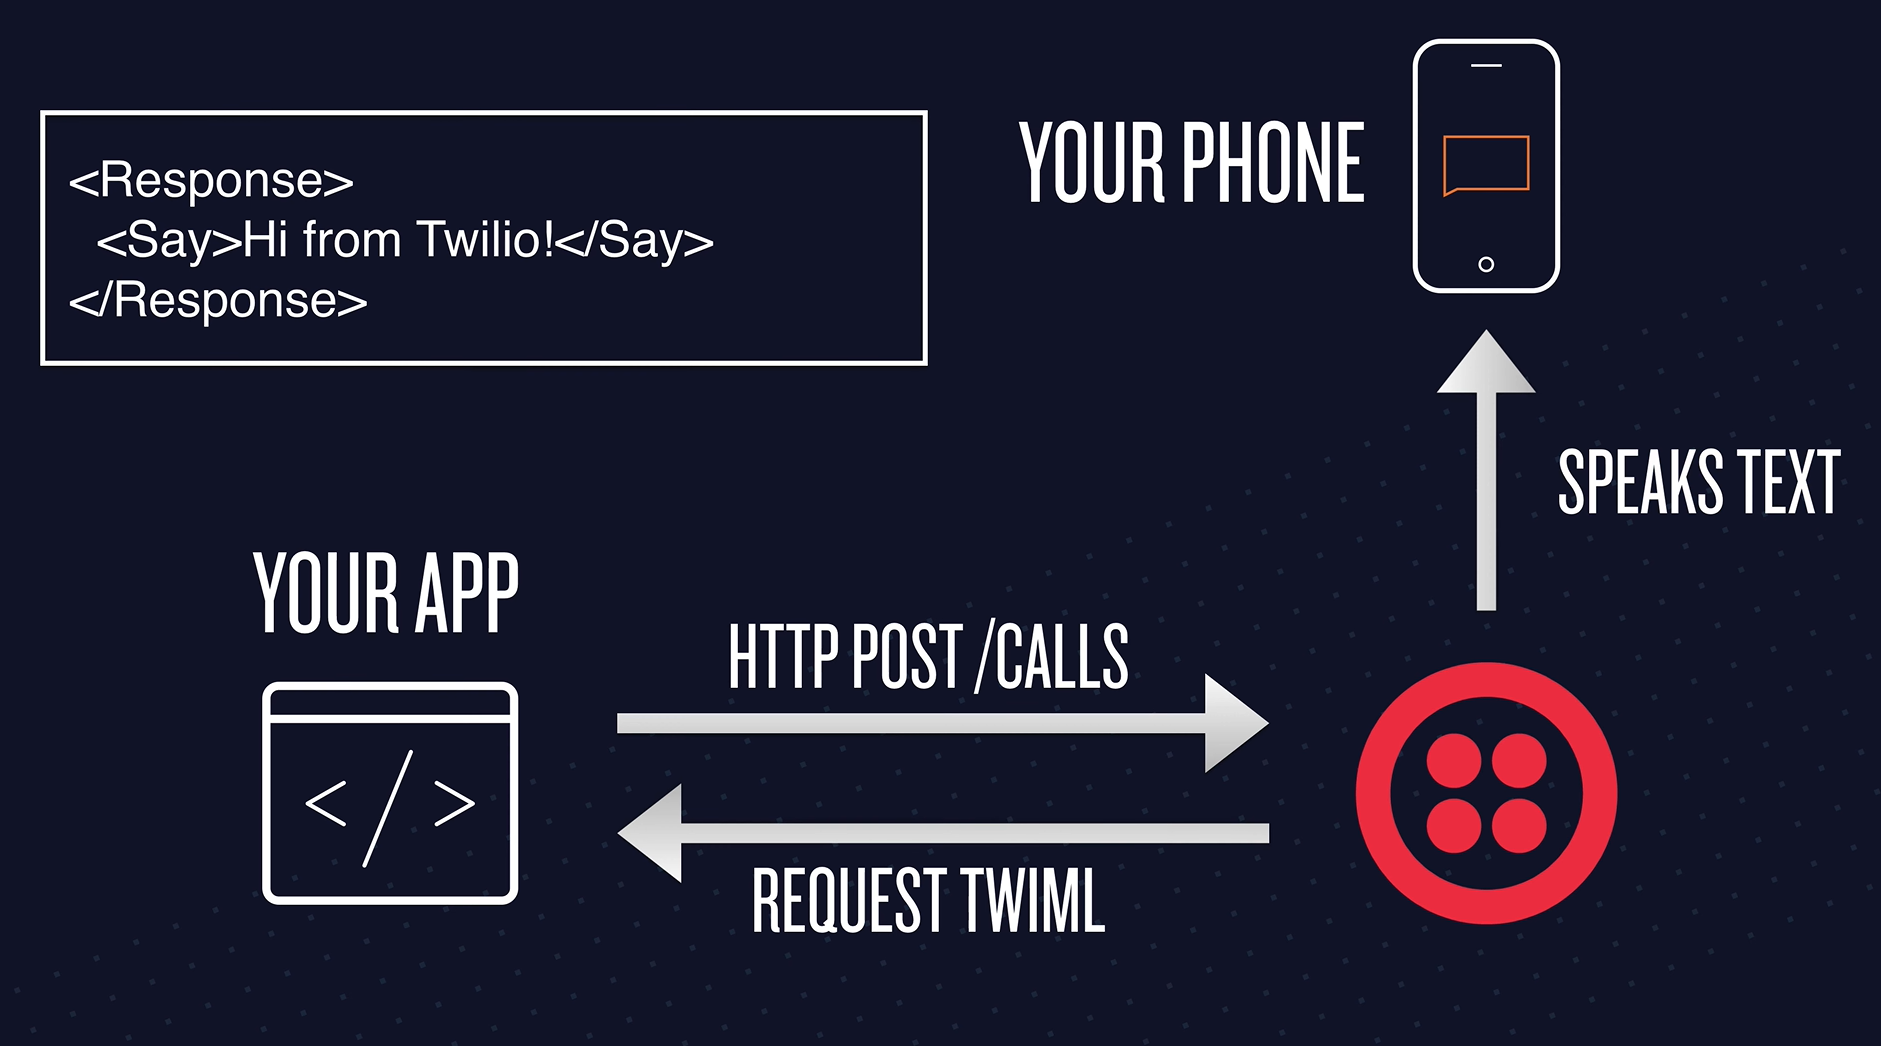 <Response>
<Say>Hi from Twilio!</Say>
</Response>
YOUR PHONE
SPEAKS TEXT
YOUR APP
HTTP POST /CALLS
REQUEST TWIML
</ >